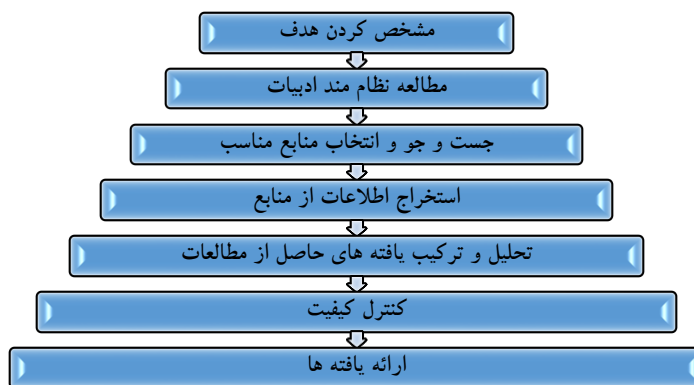 مشخص کردن هدف
مطالعه نظام مند ادبیات
جست و جو و انتخاب منابع مناسب
استخراج اطلاعات از منابع
تحلیل و ترکیب یافته های حاصل از مطالعات
کنترل کیفیت
ارائه یافته ها